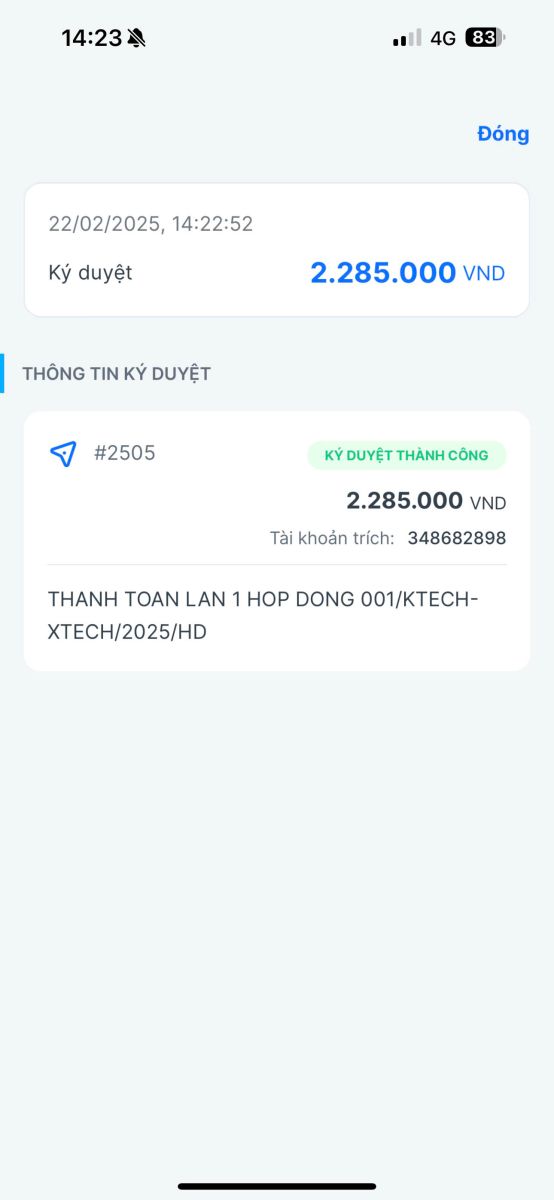 14:23
4G
83
Đóng
22/02/2025, 14:22:52
Ký duyệt 2.285.000 VND
THÔNG TIN KÝ DUYỆT
#2505
KÝ DUYỆT THÀNH CÔNG
2.285.000 VND
Tài khoản trích: 348682898
THANH TOAN LAN 1 HOP DONG 001/KTECH-
XTECH/2025/HD